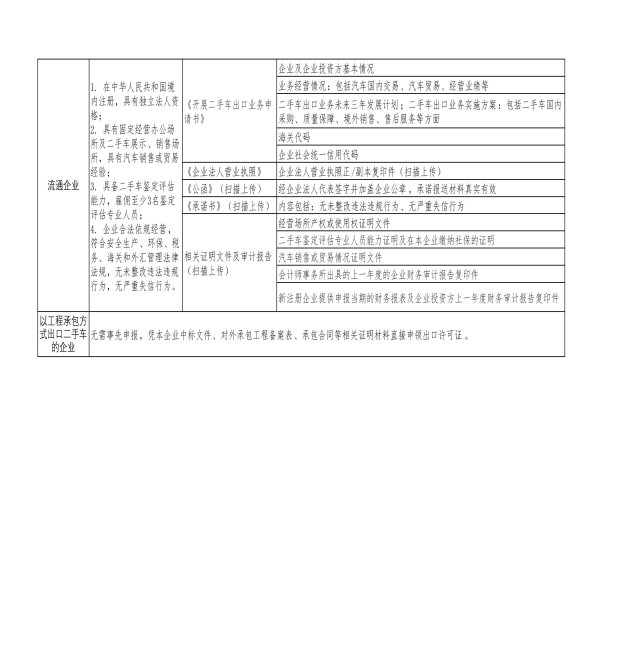 流通企业
1. 在中华人民共和国境
内注册，具有独立法人资
格；
2. 具有固定经营办公场
所及二手车展示、销售场
所，具有汽车销售或贸易
经验；
3. 具备二手车鉴定评估
能力，雇佣至少3名鉴定
评估专业人员；
4. 企业合法依规经营，
符合安全生产、环保、税
务、海关和外汇管理法律
法规，无未整改违法违规
行为，无严重失信行为。
《开展二手车出口业务申
请书》
企业及企业投资方基本情况
业务经营情况：包括汽车国内交易、汽车贸易、经营业绩等
二手车出口业务未来三年发展计划；二手车出口业务实施方案：包括二手车国内
采购、质量保障、境外销售、售后服务等方面
海关代码
企业社会统一信用代码
《企业法人营业执照》
企业法人营业执照正/副本复印件（扫描上传）
《公函》（扫描上传）
经企业法人代表签字并加盖企业公章，承诺报送材料真实有效
《承诺书》（扫描上传）
内容包括：无未整改违法违规行为、无严重失信行为
相关证明文件及审计报告
（扫描上传）
经营场所产权或使用权证明文件
二手车鉴定评估专业人员能力证明及在本企业缴纳社保的证明
汽车销售或贸易情况证明文件
会计师事务所出具的上一年度的企业财务审计报告复印件
新注册企业提供申报当期的财务报表及企业投资方上一年度财务审计报告复印件
以工程承包方
式出口二手车
的企业
无需事先申报，凭本企业中标文件、对外承包工程备案表、承包合同等相关证明材料直接申领出口许可证。